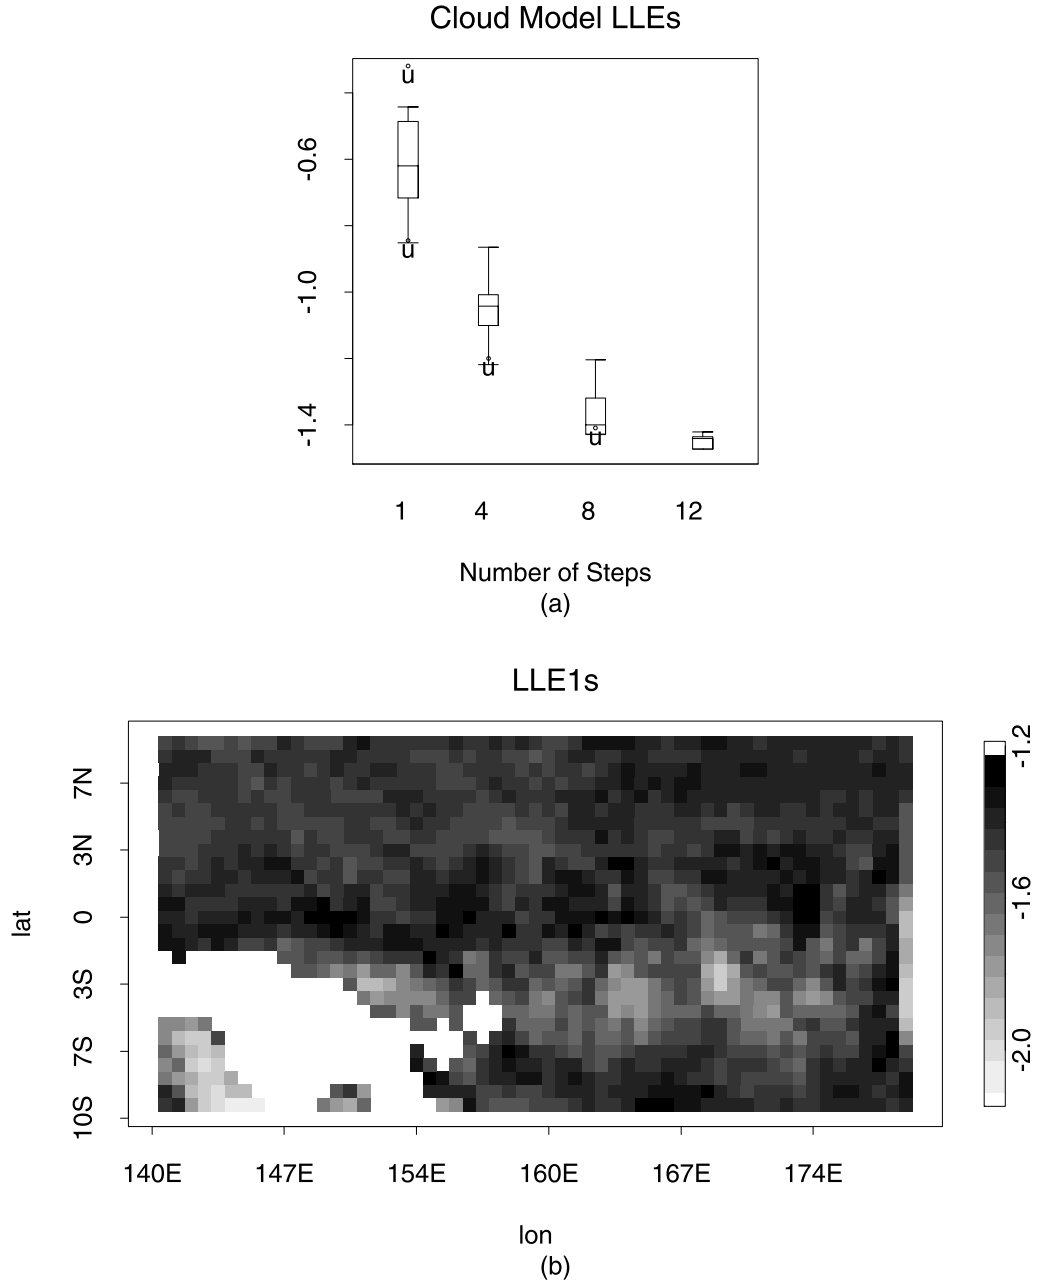 Cloud Model LLEs
u
-0.6
u
-1.0
u
-1.4
u
1 4 8 12
Number of Steps
(a)
LLE1s
-1.2
7N
3N
-1.6
0
lat
3S
-2.0
7S
10S
140E 147E 154E 160E 167E 174E
lon
(b)